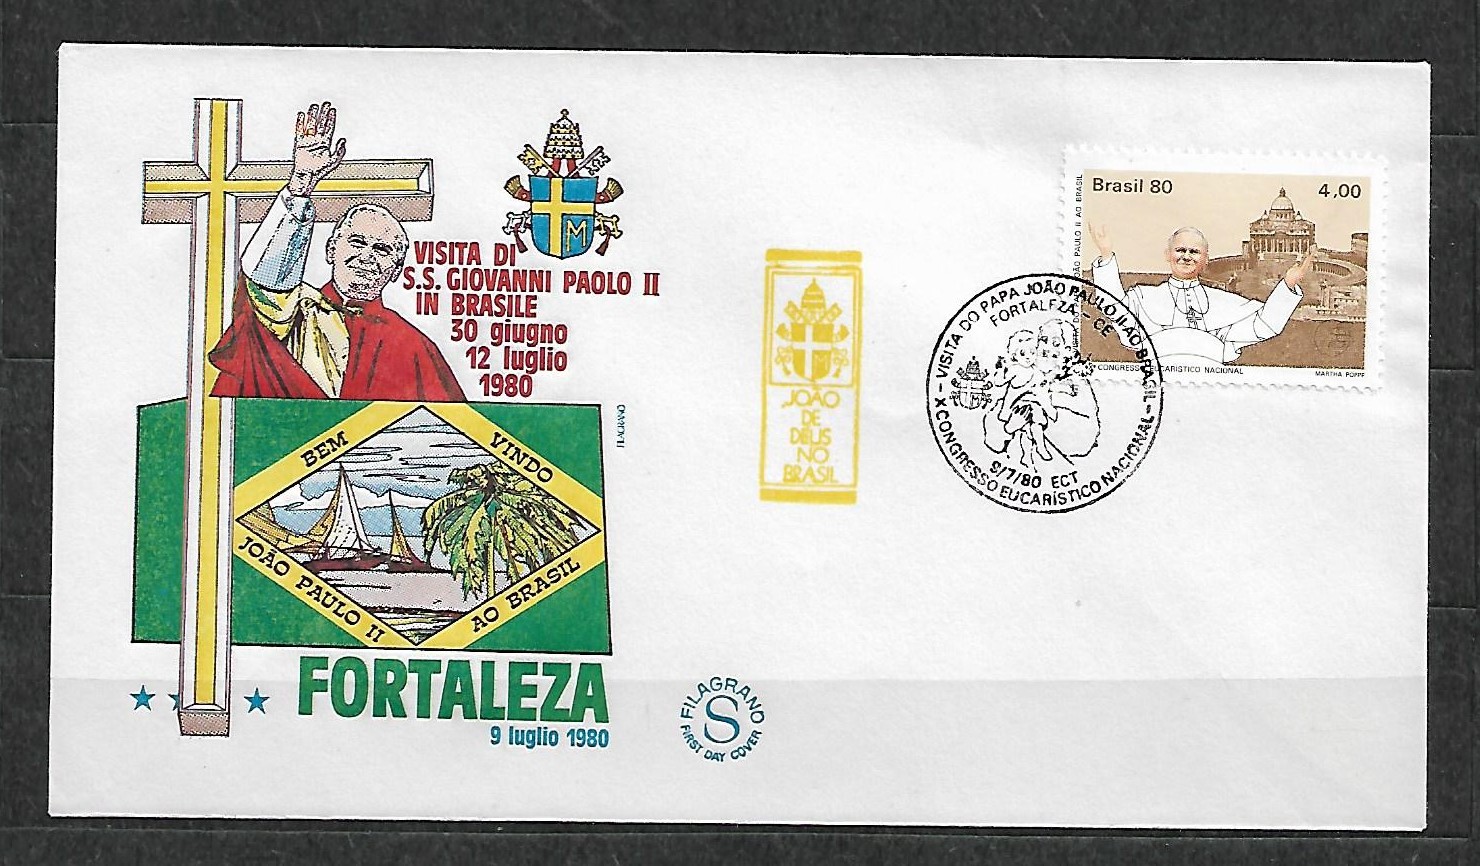 VISITA DI
S.S. GIOVANNI PAOLO II
IN BRASILE
30 giugno
12 luglio
1980
M
FILAGRANO
BEM VINDO
JOÃO PAULO II AO BRASIL
FORTALEZA
9 luglio 1980
FILAGRANO
S
FIRST DAY COVER
JOÃO
DE
DEUS
NO
BRASIL
Brasil 80 4,00
JOÃO PAULO II AO BRASIL
CONGRESSO EUCARÍSTICO NACIONAL
MARTHA POPPE
VISITA DO PAPA JOÃO PAULO II AO BRASIL
FORTALEZA - CE
9/7/80 ECT
X CONGRESSO EUCARÍSTICO NACIONAL